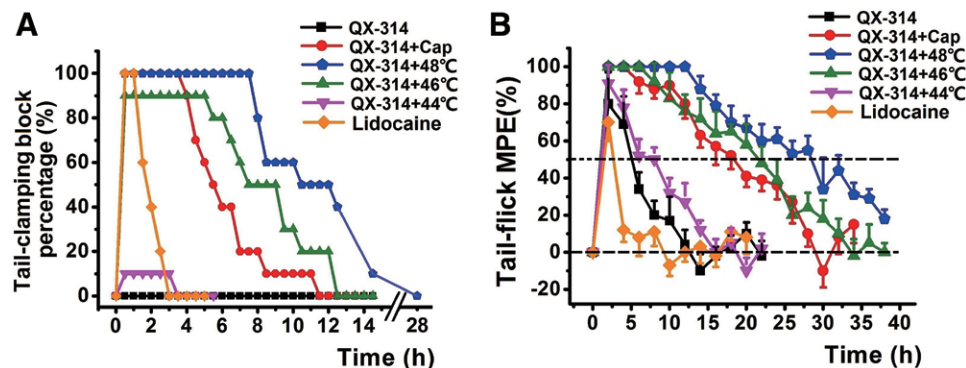 A
QX-314
QX-314+Cap
QX-314+48℃
QX-314+46℃
QX-314+44℃
Lidocaine
Tail-clamping block
percentage (%)
100
80
60
40
20
0
0 2 4 6 8 10 12 14 28
Time (h)
B
QX-314
QX-314+Cap
QX-314+48℃
QX-314+46℃
QX-314+44℃
Lidocaine
Tail-flick MPE(%)
100
80
60
40
20
0
-20
0 5 10 15 20 25 30 35 40
Time (h)